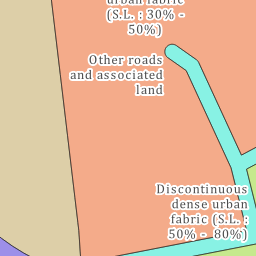 urban fabric
(S.L. : 30% -
50%)
Other roads
and associated
land
Discontinuous
dense urban
fabric (S.L. :
50% - 80%)